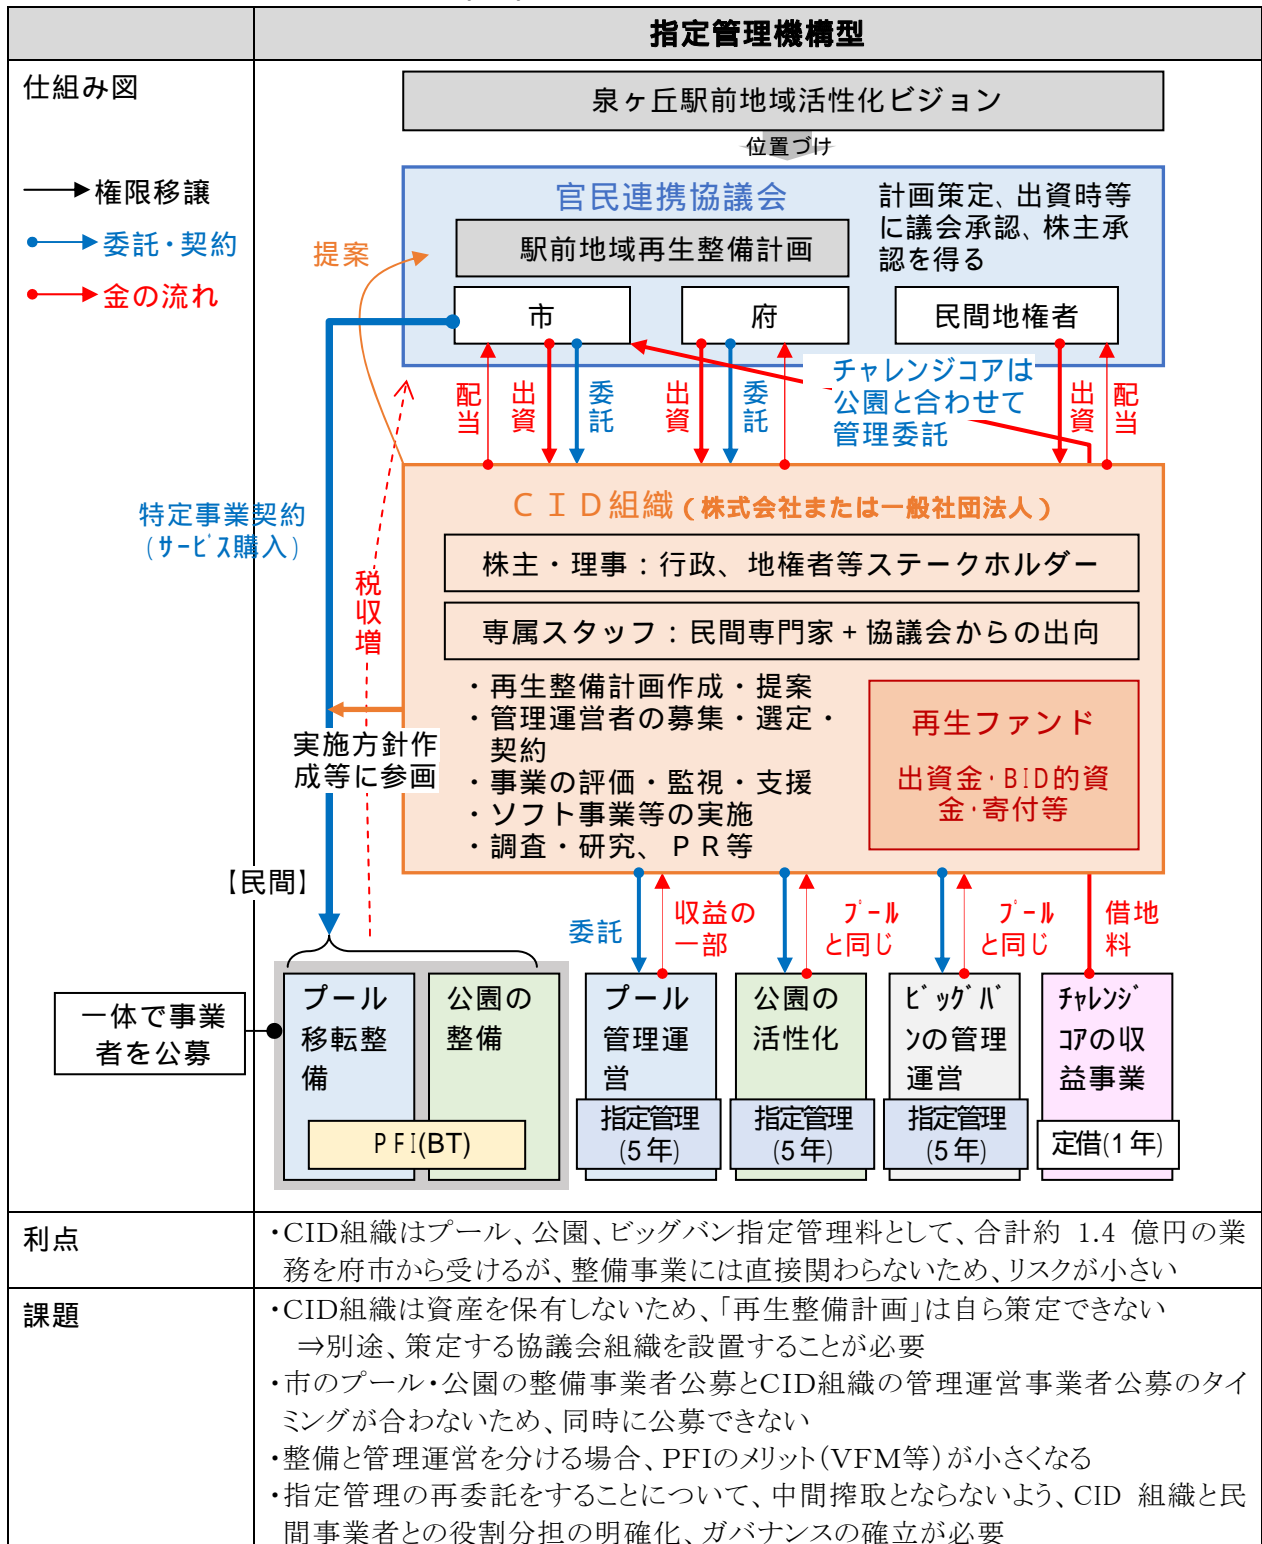 指定管理機構型
仕組み図
泉ヶ丘駅前地域活性化ビジョン
位置づけ
権限移譲
委託・契約
金の流れ
官民連携協議会
計画策定、出資時等
に議会承認、株主承
認を得る
駅前地域再生整備計画
提案
市
府
民間地権者
チャレンジコアは
公園と合わせて
管理委託
配当
出資
委託
出資
委託
出資
配当
特定事業契約
(ｻｰﾋﾞｽ購入)
税収増
CID組織(株式会社または一般社団法人)
株主・理事:行政、地権者等ステークホルダー
専属スタッフ:民間専門家+協議会からの出向
・再生整備計画作成・提案
・管理運営者の募集・選定・
契約
・事業の評価・監視・支援
・ソフト事業等の実施
・調査・研究、PR等
再生ファンド
出資金・BID的資
金・寄付等
実施方針作
成等に参画
【民間】
委託
収益の
一部
ﾌﾟｰﾙ
と同じ
ﾌﾟｰﾙ
と同じ
借地
料
一体で事業
者を公募
プール
移転整
備
公園の
整備
PFI(BT)
プール
管理運
営
指定管理
(5年)
公園の
活性化
指定管理
(5年)
ﾋﾞｯｸﾞﾊﾞ
ﾝの管理
運営
指定管理
(5年)
ﾁｬﾚﾝｼﾞ
ｺｱの収
益事業
定借(1年)
利点
・CID組織はプール、公園、ビッグバン指定管理料として、合計約 1.4 億円の業
務を府市から受けるが、整備事業には直接関わらないため、リスクが小さい
課題
・CID組織は資産を保有しないため、「再生整備計画」は自ら策定できない
⇒別途、策定する協議会組織を設置することが必要
・市のプール・公園の整備事業者公募とCID組織の管理運営事業者公募のタイ
ミングが合わないため、同時に公募できない
・整備と管理運営を分ける場合、PFIのメリット(VFM等)が小さくなる
・指定管理の再委託をすることについて、中間搾取とならないよう、CID 組織と民
間事業者との役割分担の明確化、ガバナンスの確立が必要